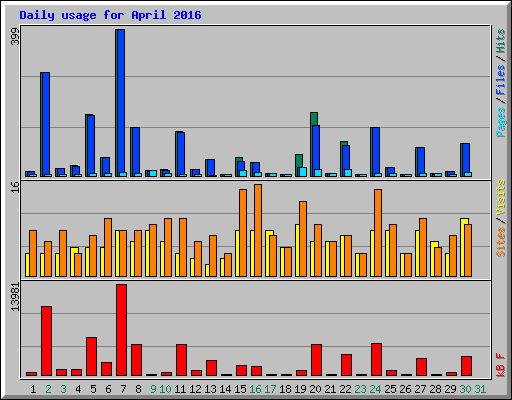 Daily usage for April 2016
399
Pages/Files/Hits
16
Sites/Visits
13981
kB F
1 2 3 4 5 6 7 8 9 10 11 12 13 14 15 16 17 18 19 20 21 22 23 24 25 26 27 28 29 30 31